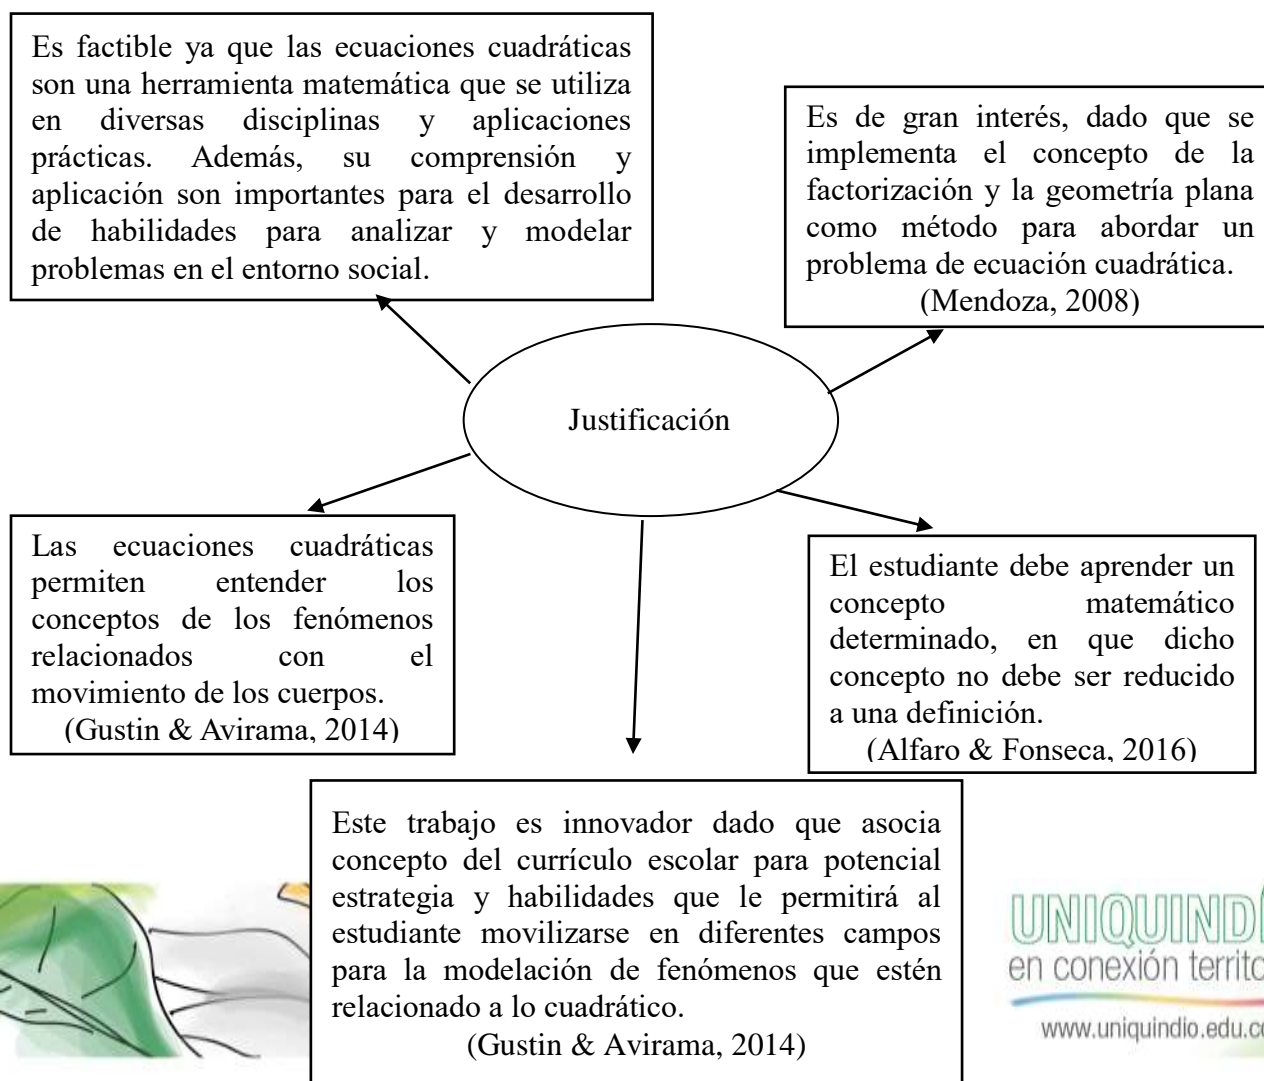 Es factible ya que las ecuaciones cuadráticas
son una herramienta matemática que se utiliza
en diversas disciplinas y aplicaciones
prácticas. Además, su comprensión y
aplicación son importantes para el desarrollo
de habilidades para analizar y modelar
problemas en el entorno social.
Es de gran interés, dado que se
implementa el concepto de la
factorización y la geometría plana
como método para abordar un
problema de ecuación cuadrática.
(Mendoza, 2008)
Justificación
Las ecuaciones cuadráticas
permiten entender los
conceptos de los fenómenos
relacionados con el
movimiento de los cuerpos.
(Gustin & Avirama, 2014)
El estudiante debe aprender un
concepto matemático
determinado, en que dicho
concepto no debe ser reducido
a una definición.
(Alfaro & Fonseca, 2016)
Este trabajo es innovador dado que asocia
concepto del currículo escolar para potencial
estrategia y habilidades que le permitirá al
estudiante movilizarse en diferentes campos
para la modelación de fenómenos que estén
relacionado a lo cuadrático.
(Gustin & Avirama, 2014)
UNIQUINDÍ
en conexión territo
www.uniquindio.edu.c